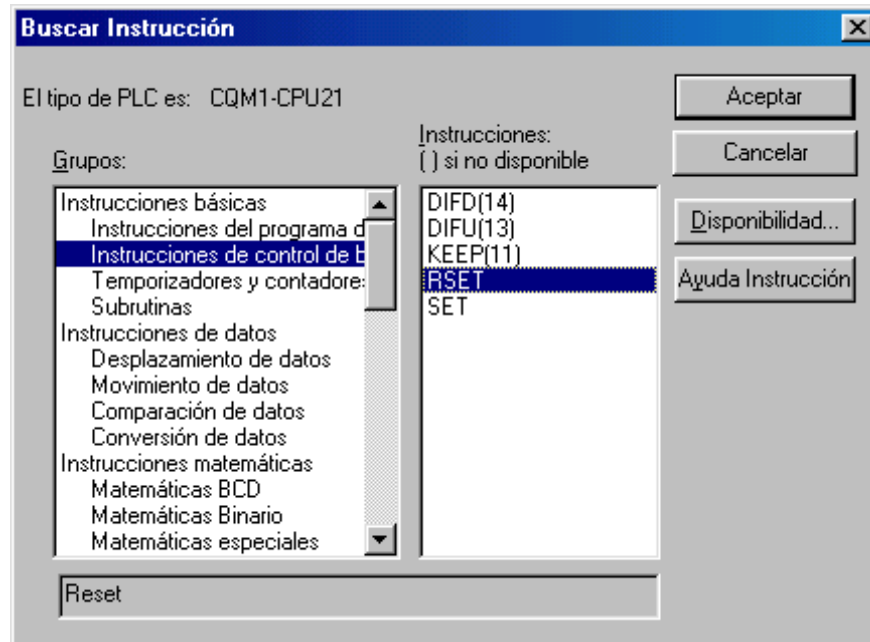 Buscar Instrucción
El tipo de PLC es: CQM1-CPU21
Aceptar
Cancelar
Disponibilidad...
Ayuda Instrucción
Grupos:
Instrucciones básicas
Instrucciones del programa d
Instrucciones de control de b
Temporizadores y contadore
Subrutinas
Instrucciones de datos
Desplazamiento de datos
Movimiento de datos
Comparación de datos
Conversión de datos
Instrucciones matemáticas
Matemáticas BCD
Matemáticas Binario
Matemáticas especiales
Instrucciones:
( ) si no disponible
DIFD(14)
DIFU(13)
KEEP(11)
RSET
SET
Reset